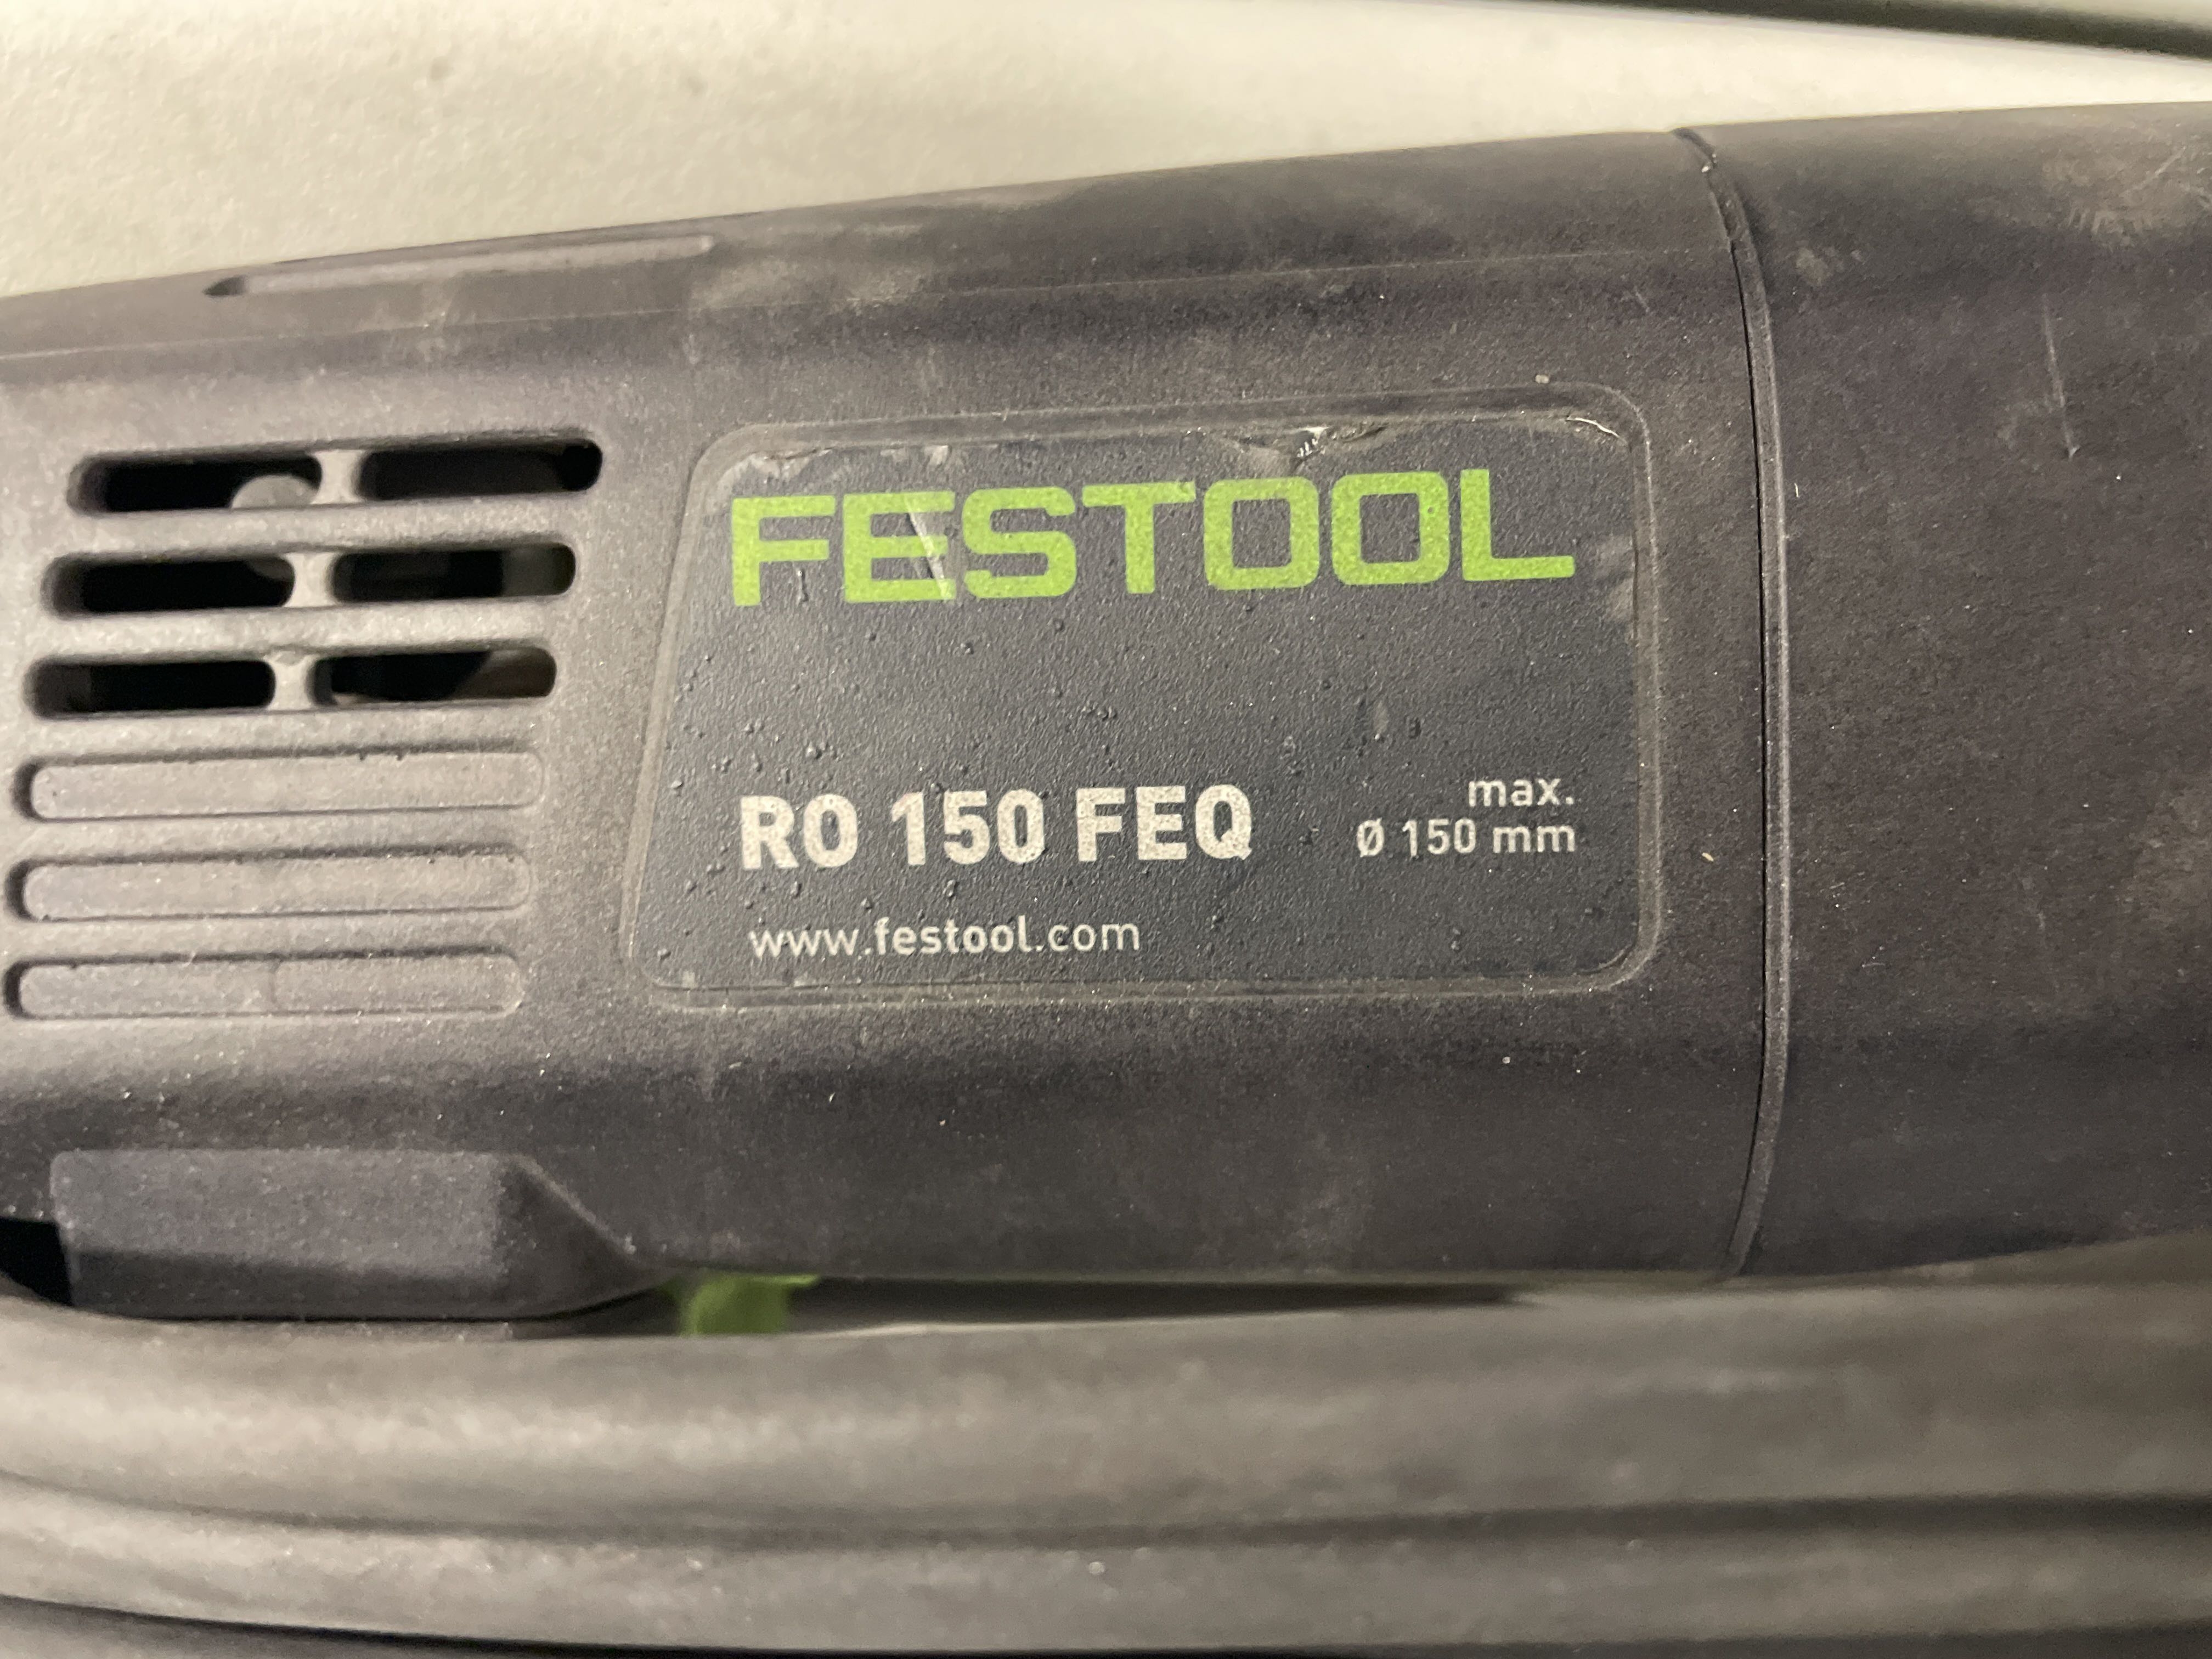 FESTOOL
RO 150 FEQ
max.
Ø 150 mm
www.festool.com